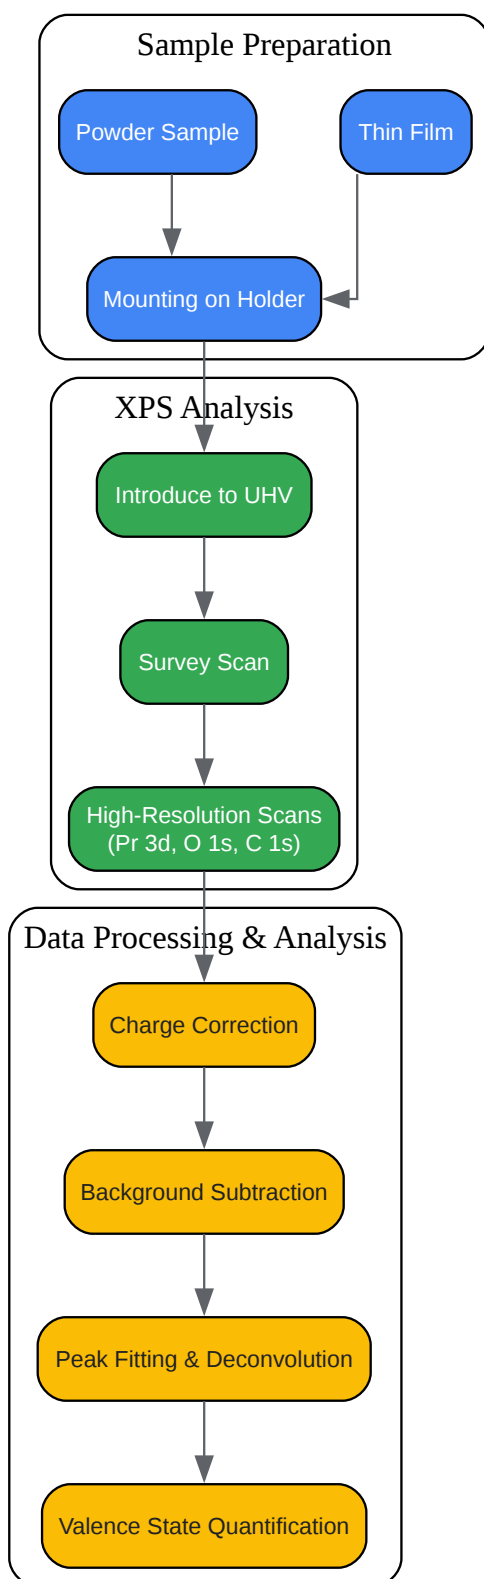 Sample Preparation
Powder Sample
Thin Film
Mounting on Holder
XPS Analysis
Introduce to UHV
Survey Scan
High-Resolution Scans
(Pr 3d, O 1s, C 1s)
Data Processing & Analysis
Charge Correction
Background Subtraction
Peak Fitting & Deconvolution
Valence State Quantification